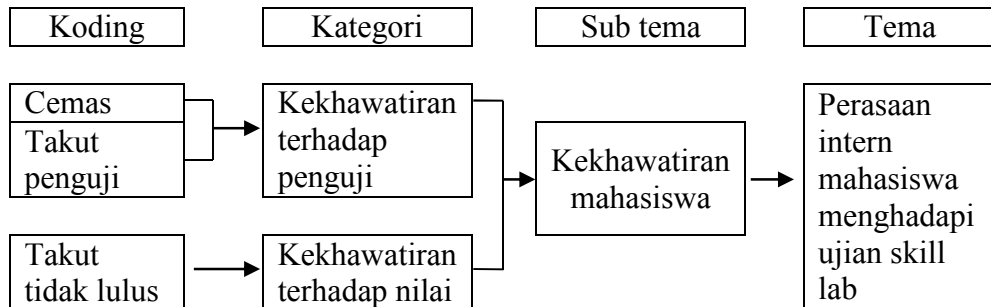 Koding
Kategori
Sub tema
Tema
Cemas
Takut
penguji
Kekhawatiran
terhadap
penguji
Takut
tidak lulus
Kekhawatiran
terhadap nilai
Kekhawatiran
mahasiswa
Perasaan
intern
mahasiswa
menghadapi
ujian skill
lab